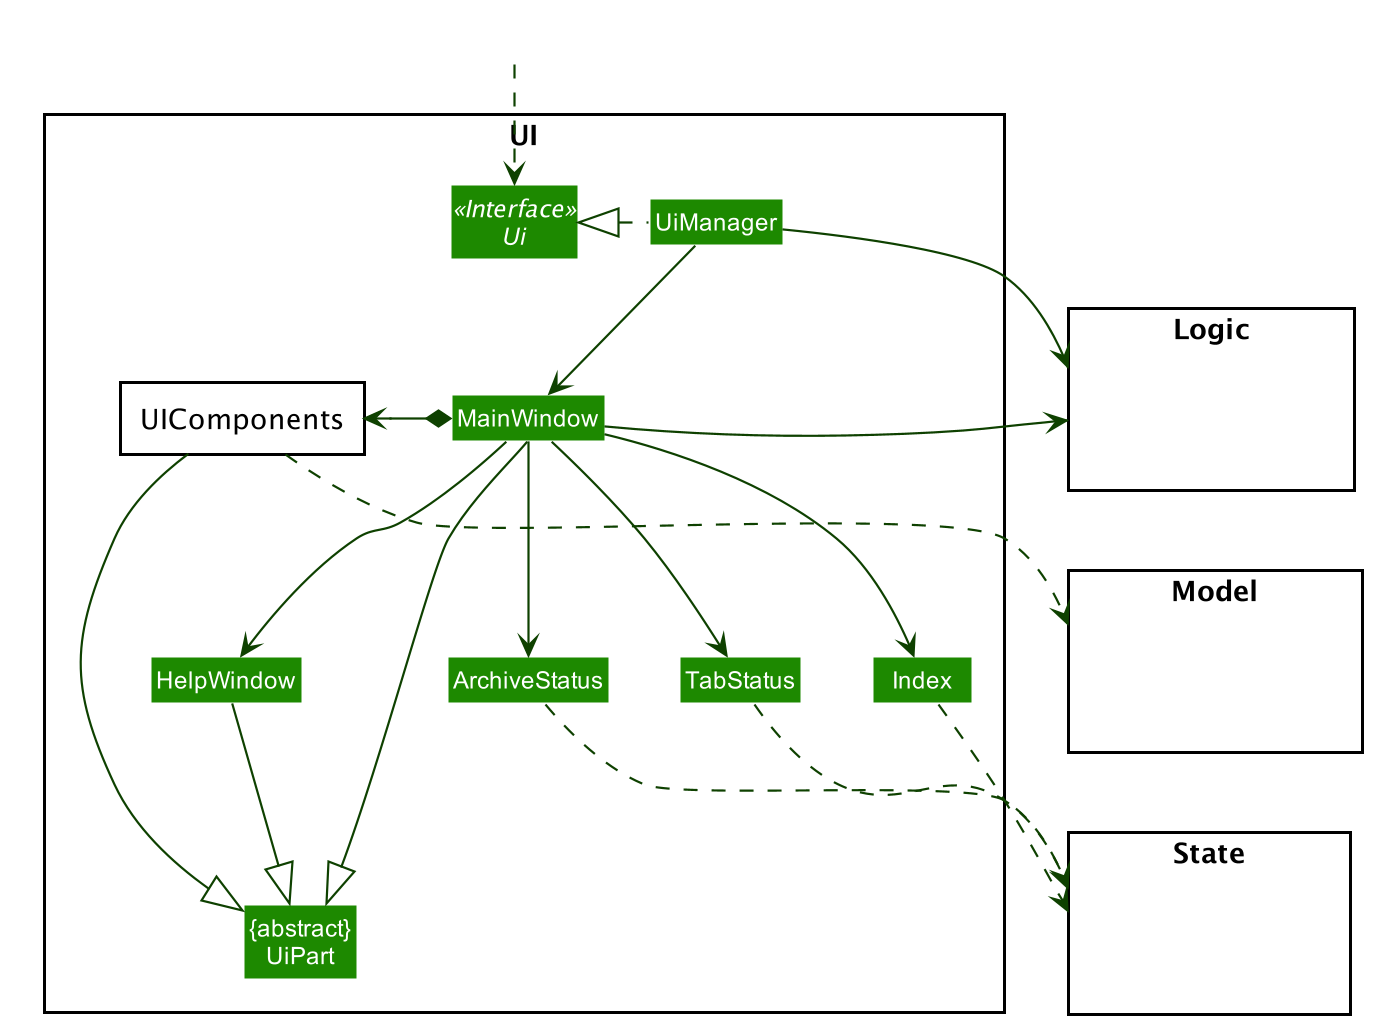 UI
«Interface»
Ui
UiManager
Logic
UIComponents
MainWindow
Model
HelpWindow
ArchiveStatus
TabStatus
Index
State
{abstract}
UiPart